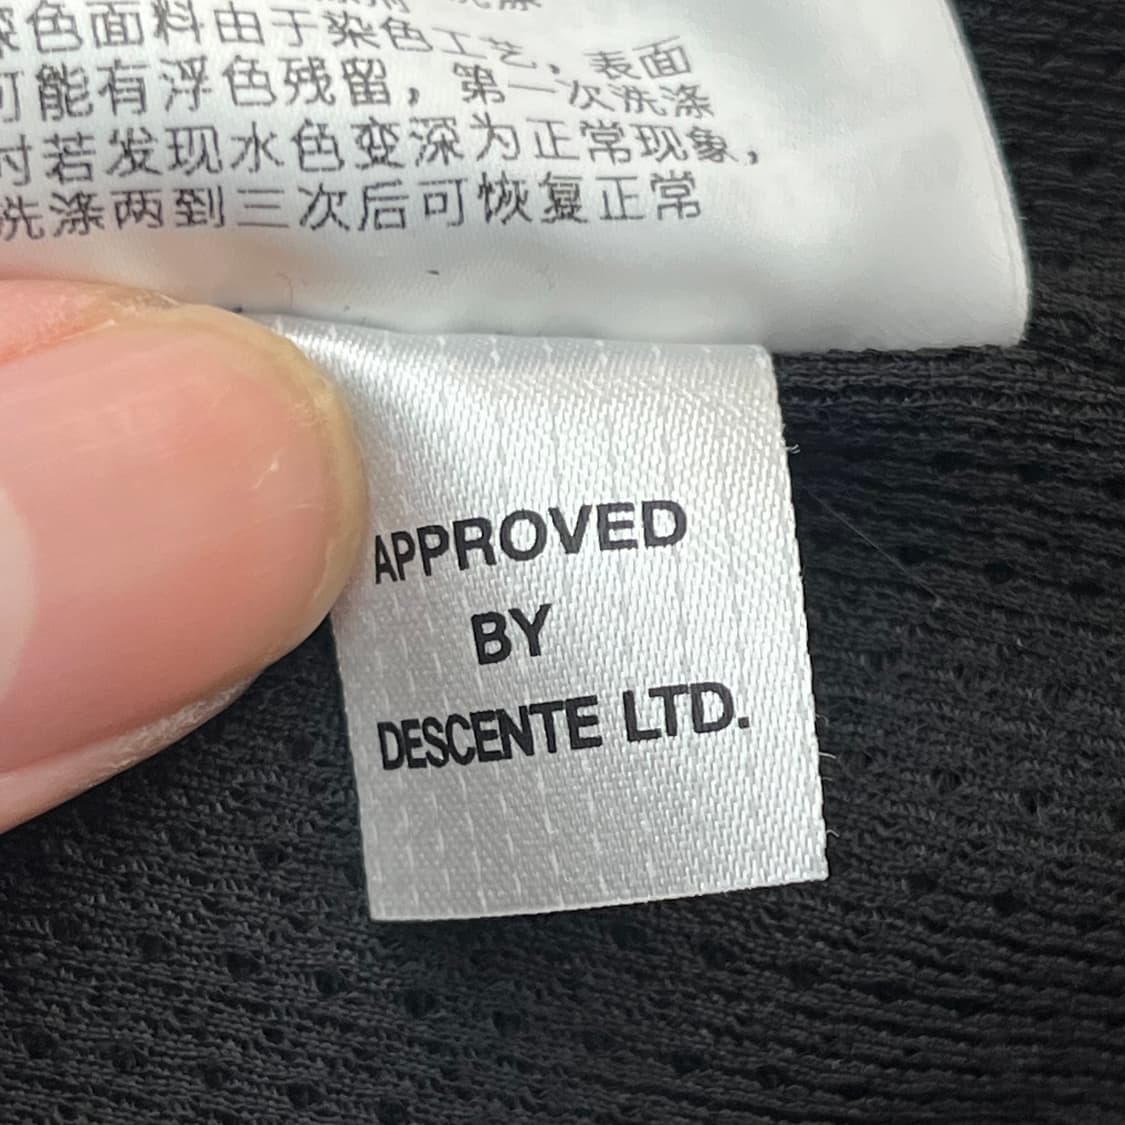 深色面料由于染色工艺，表面
可能有浮色残留，第一次洗涤
时若发现水色变深为正常现象，
洗涤两到三次后可恢复正常
APPROVED
BY
DESCENTE LTD.